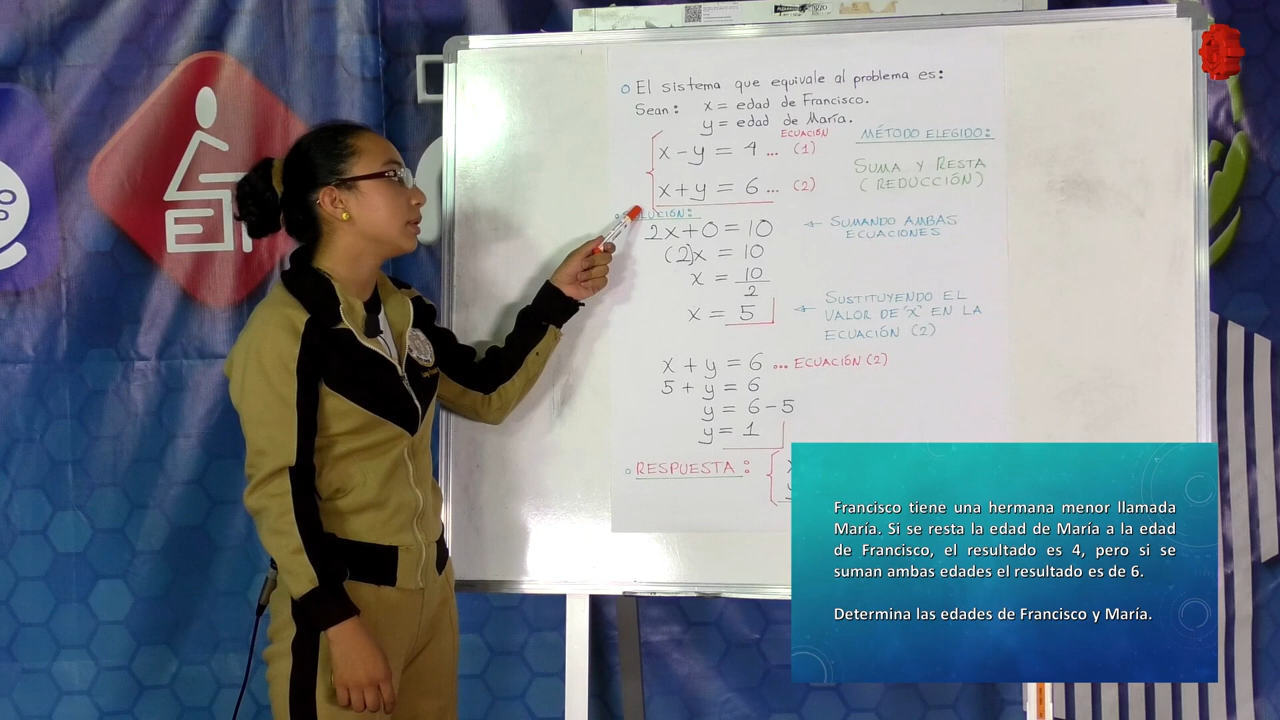 El sistema que equivale al problema es:
Sean: x = edad de Francisco.
y = edad de María.
ECUACIÓN
x - y = 4 ... (1)
x + y = 6 ... (2)
MÉTODO ELEGIDO:
SUMA Y RESTA
(REDUCCIÓN)
2x + 0 = 10
← SUMANDO AMBAS
ECUACIONES
(2)x = 10
x = 10/2
x = 5
← SUSTITUYENDO EL
VALOR DE "x" EN LA
ECUACIÓN (2)
x + y = 6 ... ECUACIÓN (2)
5 + y = 6
y = 6 - 5
y = 1
RESPUESTA:
Francisco tiene una hermana menor llamada
María. Si se resta la edad de María a la edad
de Francisco, el resultado es 4, pero si se
suman ambas edades el resultado es de 6.
Determina las edades de Francisco y María.